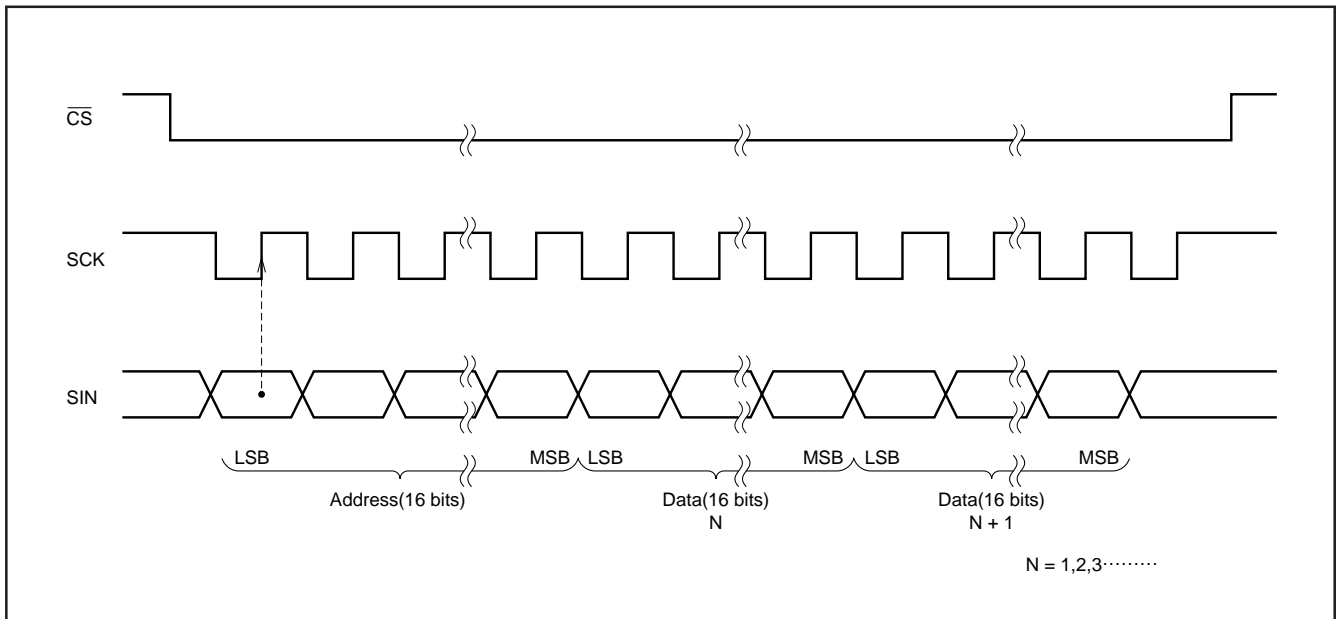 CS
SCK
SIN
LSB MSB LSB MSB LSB MSB
Address(16 bits) Data(16 bits) Data(16 bits)
N N + 1
N = 1,2,3·········